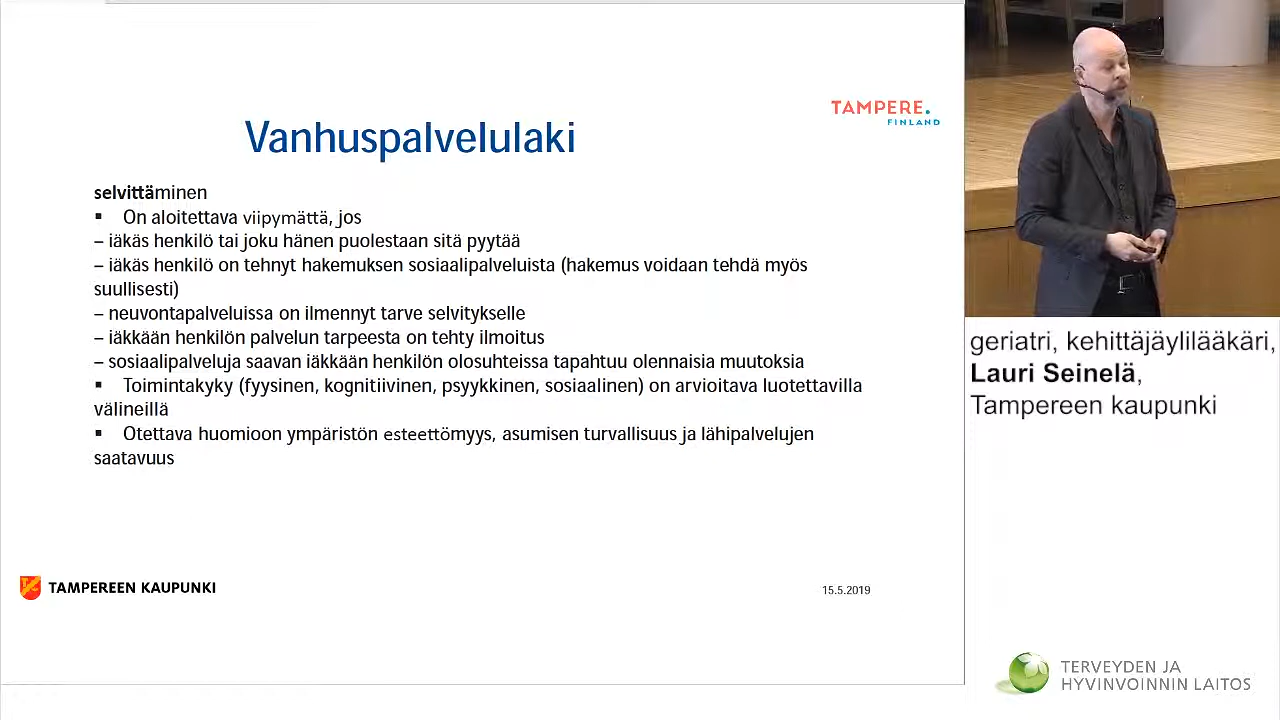 TAMPERE.
FINLAND
Vanhuspalvelulaki
selvittäminen
▪ On aloitettava viipymättä, jos
– iäkäs henkilö tai joku hänen puolestaan sitä pyytää
– iäkäs henkilö on tehnyt hakemuksen sosiaalipalveluista (hakemus voidaan tehdä myös
suullisesti)
– neuvontapalveluissa on ilmennyt tarve selvitykselle
– iäkkään henkilön palvelun tarpeesta on tehty ilmoitus
– sosiaalipalveluja saavan iäkkään henkilön olosuhteissa tapahtuu olennaisia muutoksia
▪ Toimintakyky (fyysinen, kognitiivinen, psyykkinen, sosiaalinen) on arvioitava luotettavilla
välineillä
▪ Otettava huomioon ympäristön esteettömyys, asumisen turvallisuus ja lähipalvelujen
saatavuus
TAMPEREEN KAUPUNKI
15.5.2019
geriatri, kehittäjäylilääkäri,
Lauri Seinelä,
Tampereen kaupunki
TERVEYDEN JA
HYVINVOINNIN LAITOS